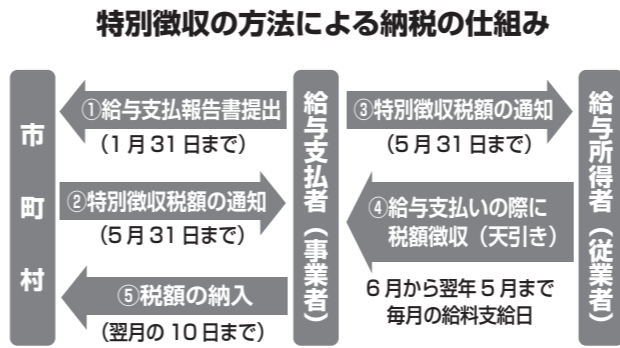 特別徴収の方法による納税の仕組み
市町村
①給与支払報告書提出
(1月31日まで)
②特別徴収税額の通知
(5月31日まで)
⑤税額の納入
(翌月の10日まで)
給与支払者(事業者)
③特別徴収税額の通知
(5月31日まで)
④給与支払いの際に
税額徴収(天引き)
6月から翌年5月まで
毎月の給料支給日
給与所得者(従業者)